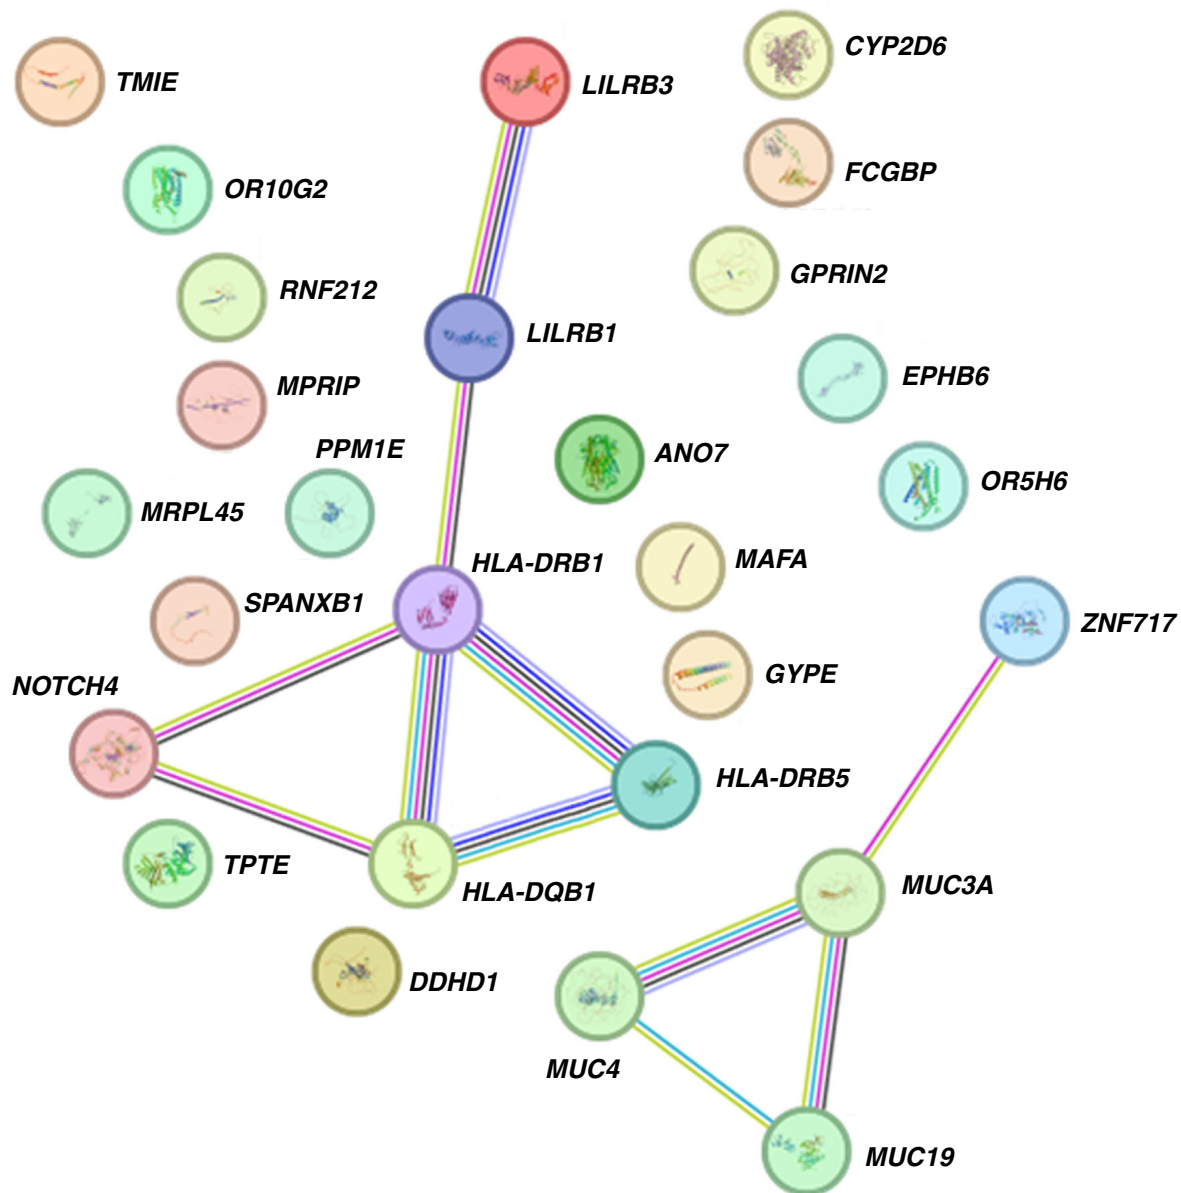 CYP2D6
TMIE
LILRB3
FCGBP
OR10G2
GPRIN2
RNF212
LILRB1
EPHB6
MPRIP
PPM1E
ANO7
OR5H6
MRPL45
HLA-DRB1
MAFA
SPANXB1
ZNF717
GYPE
NOTCH4
HLA-DRB5
TPTE
MUC3A
HLA-DQB1
DDHD1
MUC4
MUC19